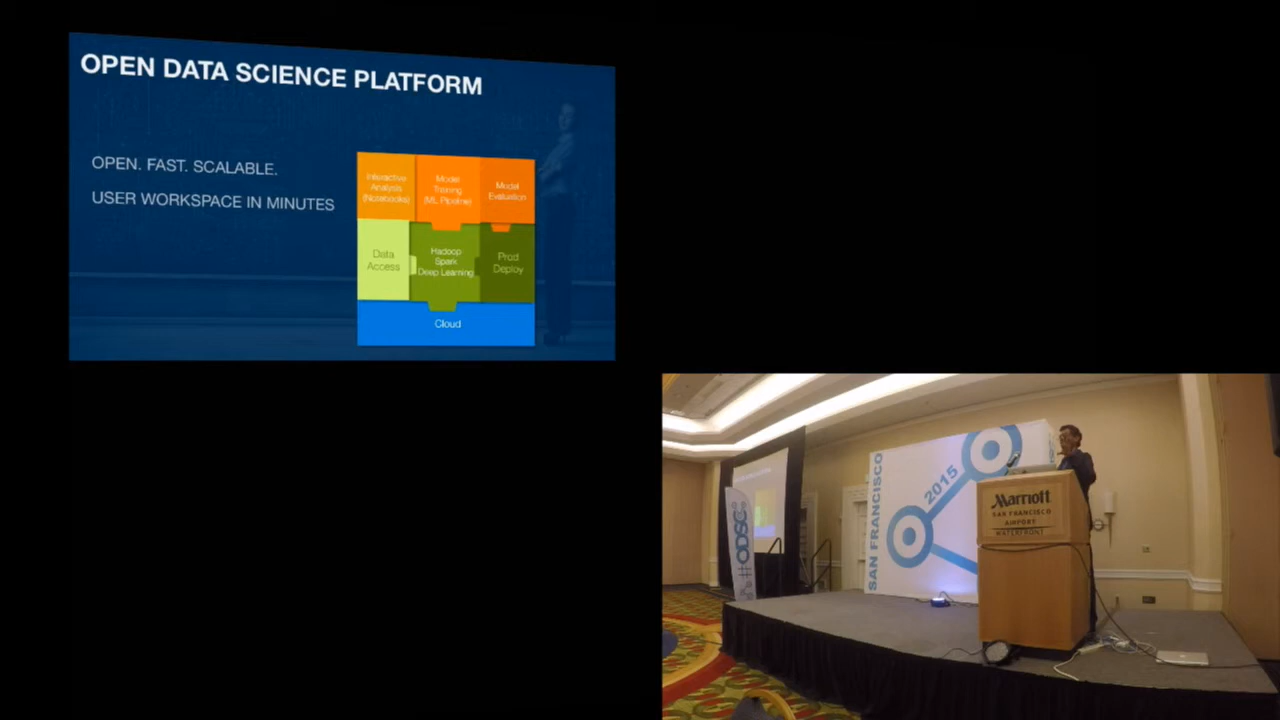 OPEN DATA SCIENCE PLATFORM
OPEN. FAST. SCALABLE.
USER WORKSPACE IN MINUTES
Interactive
Analysis
(Notebooks)
Model
Training
(ML Pipeline)
Model
Evaluation
Data
Access
Hadoop
Spark
Deep Learning
Prod
Deploy
Cloud
SAN FRANCISCO
2015
#ODSC
Marriott
SAN FRANCISCO
AIRPORT
WATERFRONT